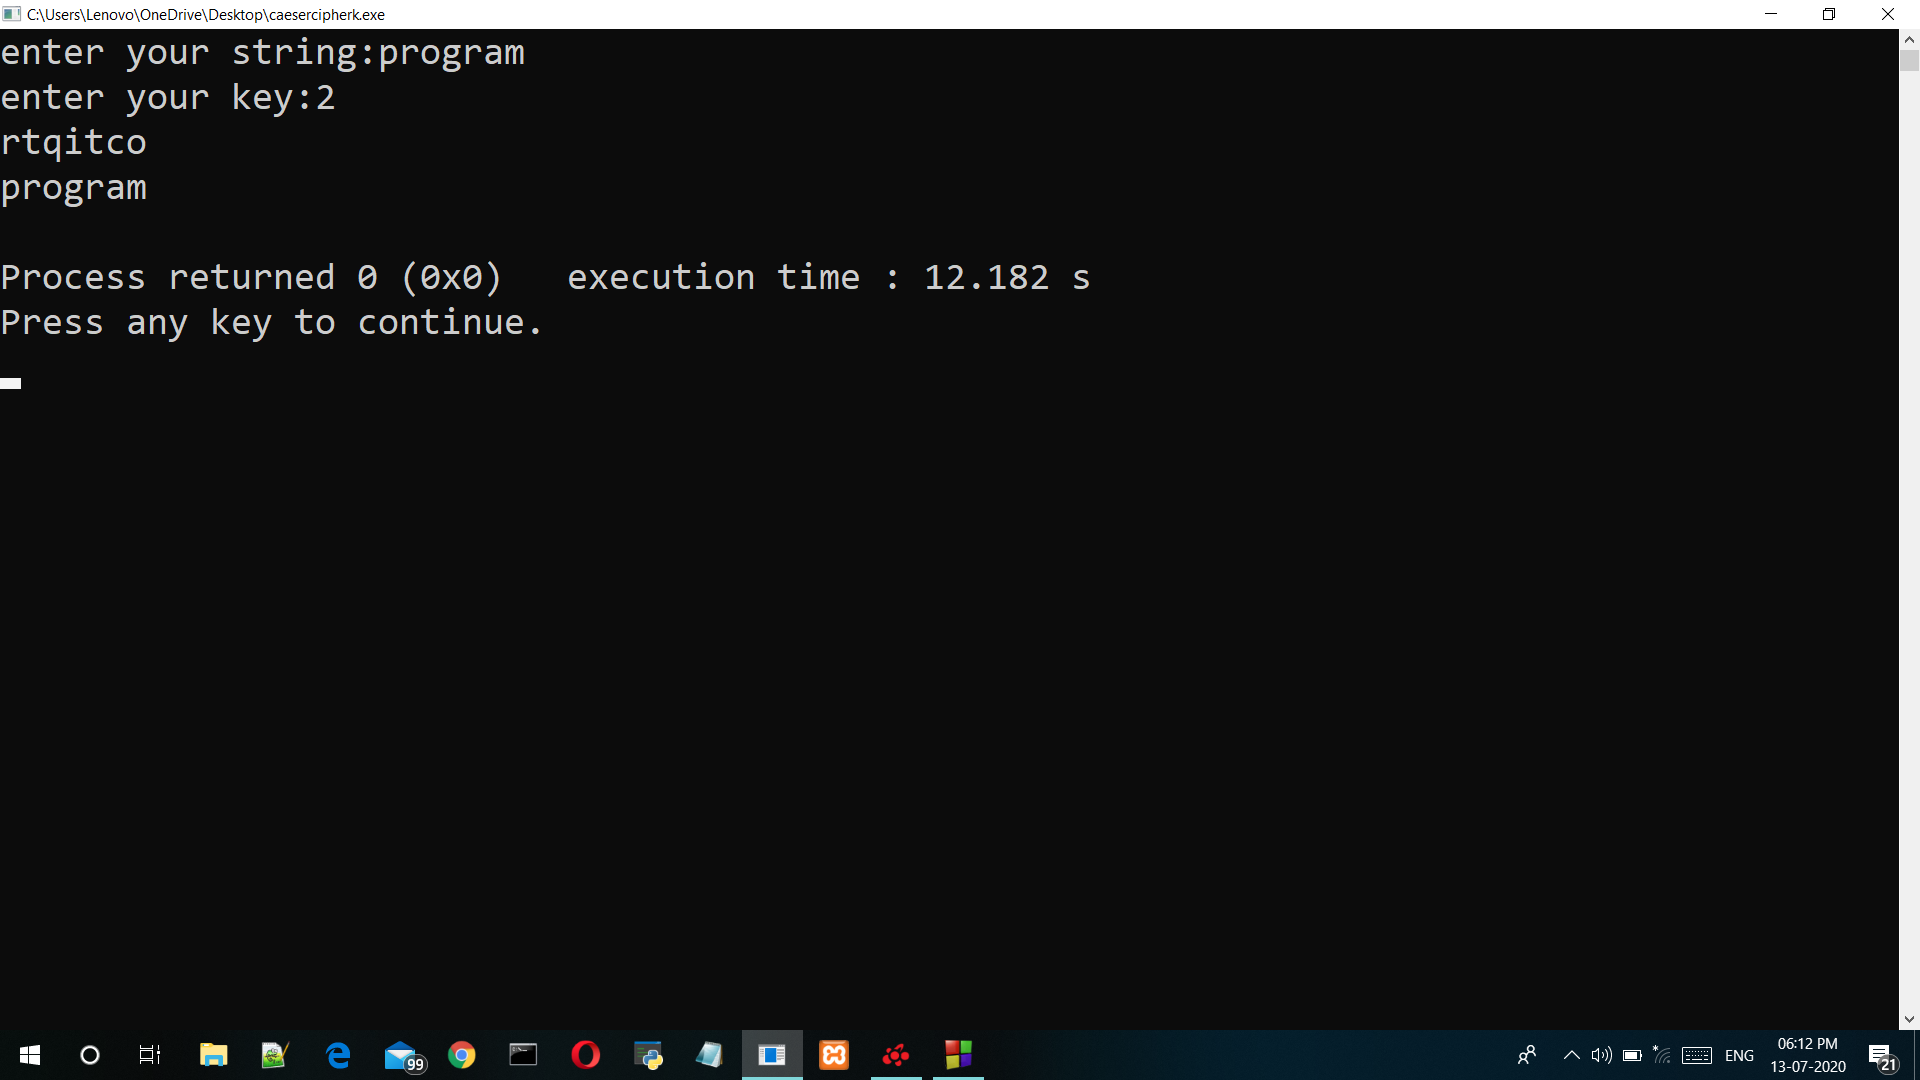 C:\Users\Lenovo\OneDrive\Desktop\caesercipherk.exe
enter your string:program
enter your key:2
rtqitco
program
Process returned 0 (0x0)   execution time : 12.182 s
Press any key to continue.
99
ENG
06:12 PM
13-07-2020
21